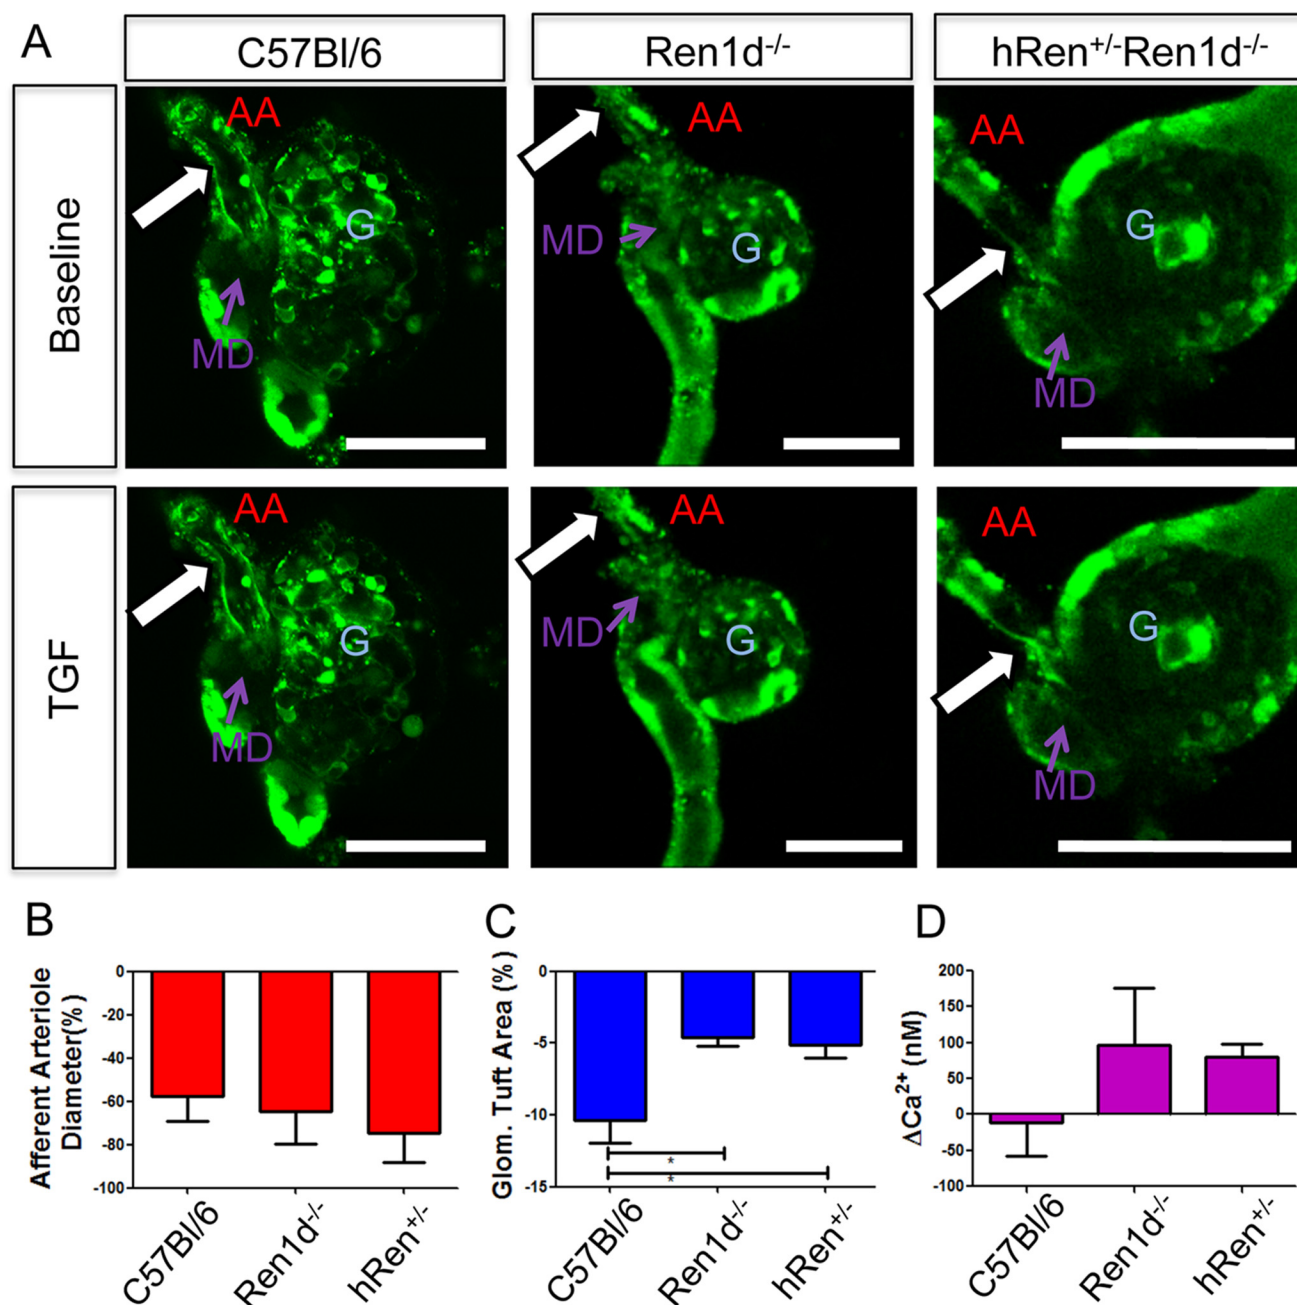 A
C57Bl/6
Ren1d-/-
hRen+/-Ren1d-/-
Baseline
AA
G
MD
AA
MD
G
AA
G
MD
TGF
AA
G
MD
AA
MD
G
AA
G
MD
B
Afferent Arteriole
Diameter(%)
0
-20
-40
-60
-80
-100
C57Bl/6
Ren1d-/-
hRen+/-
C
Glom. Tuft Area (%)
0
-5
-10
-15
*
*
C57Bl/6
Ren1d-/-
hRen+/-
D
ΔCa2+ (nM)
200
150
100
50
0
-50
-100
C57Bl/6
Ren1d-/-
hRen+/-